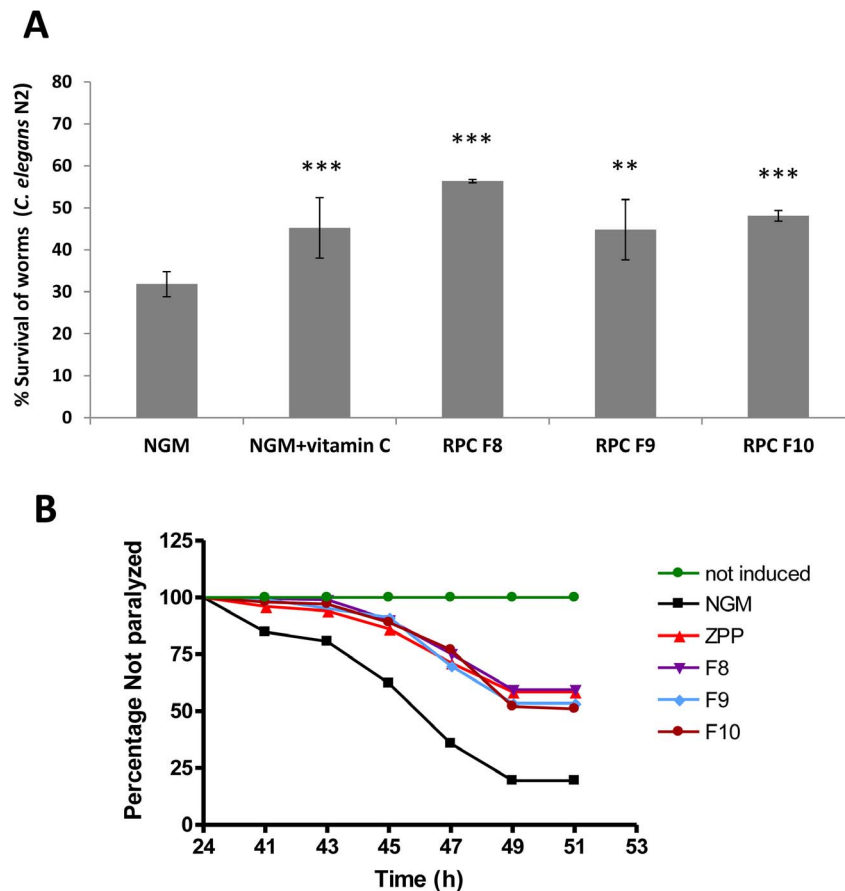 A
% Survival of worms (C. elegans N2)
80
70
60
50
40
30
20
10
0
***
***
**
***
NGM
NGM+vitamin C
RPC F8
RPC F9
RPC F10
B
Percentage Not paralyzed
125
100
75
50
25
0
24 41 43 45 47 49 51 53
Time (h)
not induced
NGM
ZPP
F8
F9
F10